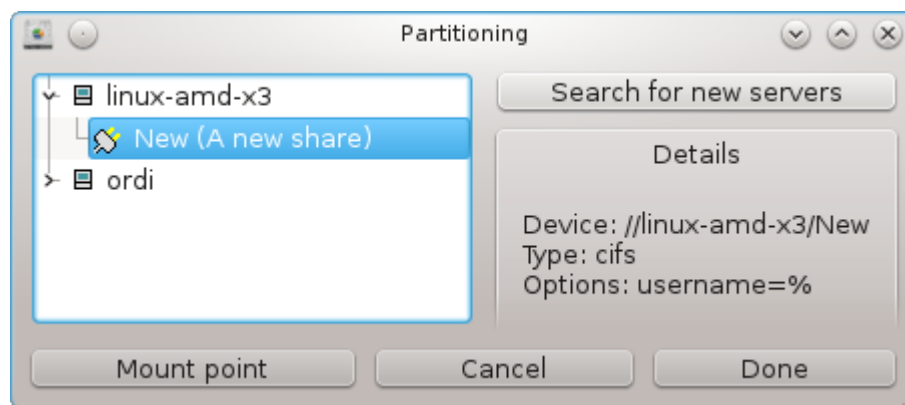 Partitioning
linux-amd-x3
New (A new share)
ordi
Search for new servers
Details
Device: //linux-amd-x3/New
Type: cifs
Options: username=%
Mount point
Cancel
Done